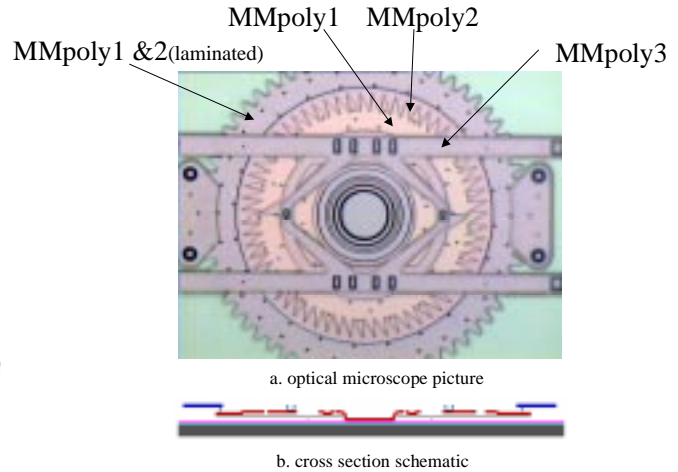 MMpoly1 MMpoly2
MMpoly1 &2(laminated) MMpoly3
a. optical microscope picture
b. cross section schematic